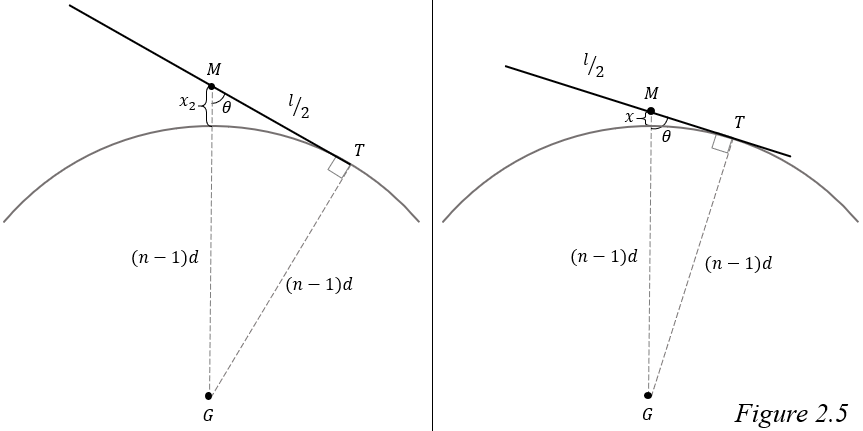 M
x₂
θ
l/2
T
(n − 1)d
(n − 1)d
G
l/2
M
x
θ
T
(n − 1)d
(n − 1)d
G
Figure 2.5